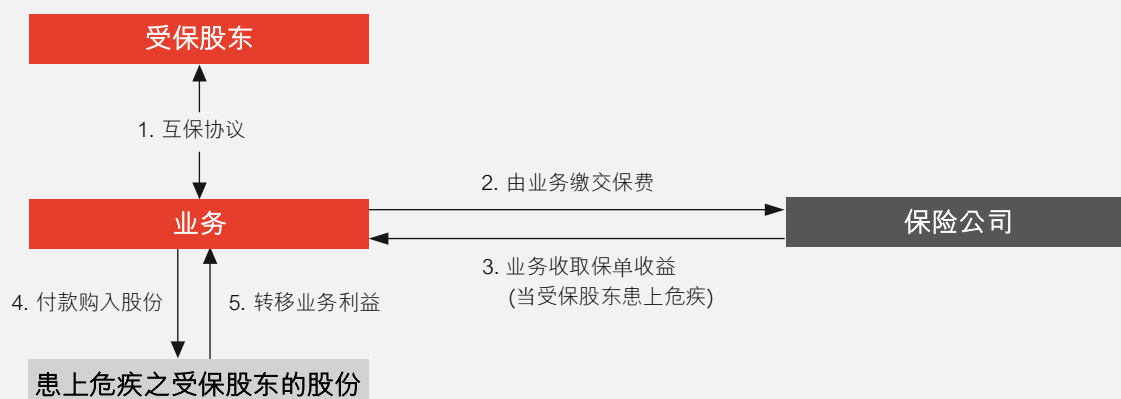 受保股东
1. 互保协议
2. 由业务缴交保费
业务
保险公司
3. 业务收取保单收益
(当受保股东患上危疾)
4. 付款购入股份
5. 转移业务利益
患上危疾之受保股东的股份